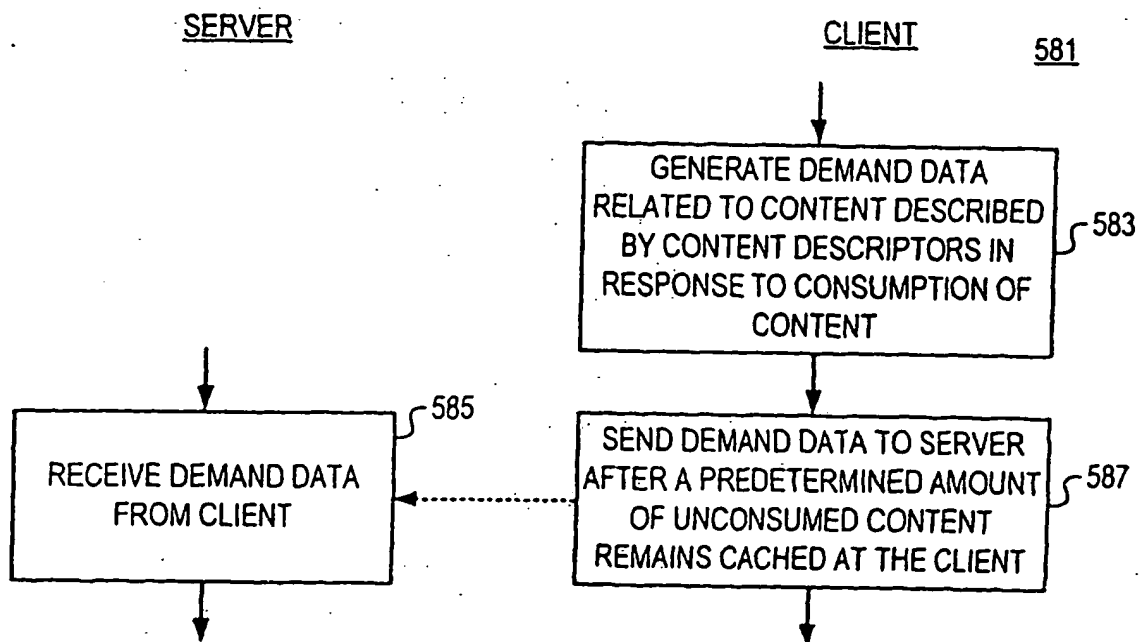 SERVER
CLIENT
581
GENERATE DEMAND DATA
RELATED TO CONTENT DESCRIBED
BY CONTENT DESCRIPTORS IN
RESPONSE TO CONSUMPTION OF
CONTENT
583
585
RECEIVE DEMAND DATA
FROM CLIENT
SEND DEMAND DATA TO SERVER
AFTER A PREDETERMINED AMOUNT
OF UNCONSUMED CONTENT
REMAINS CACHED AT THE CLIENT
587